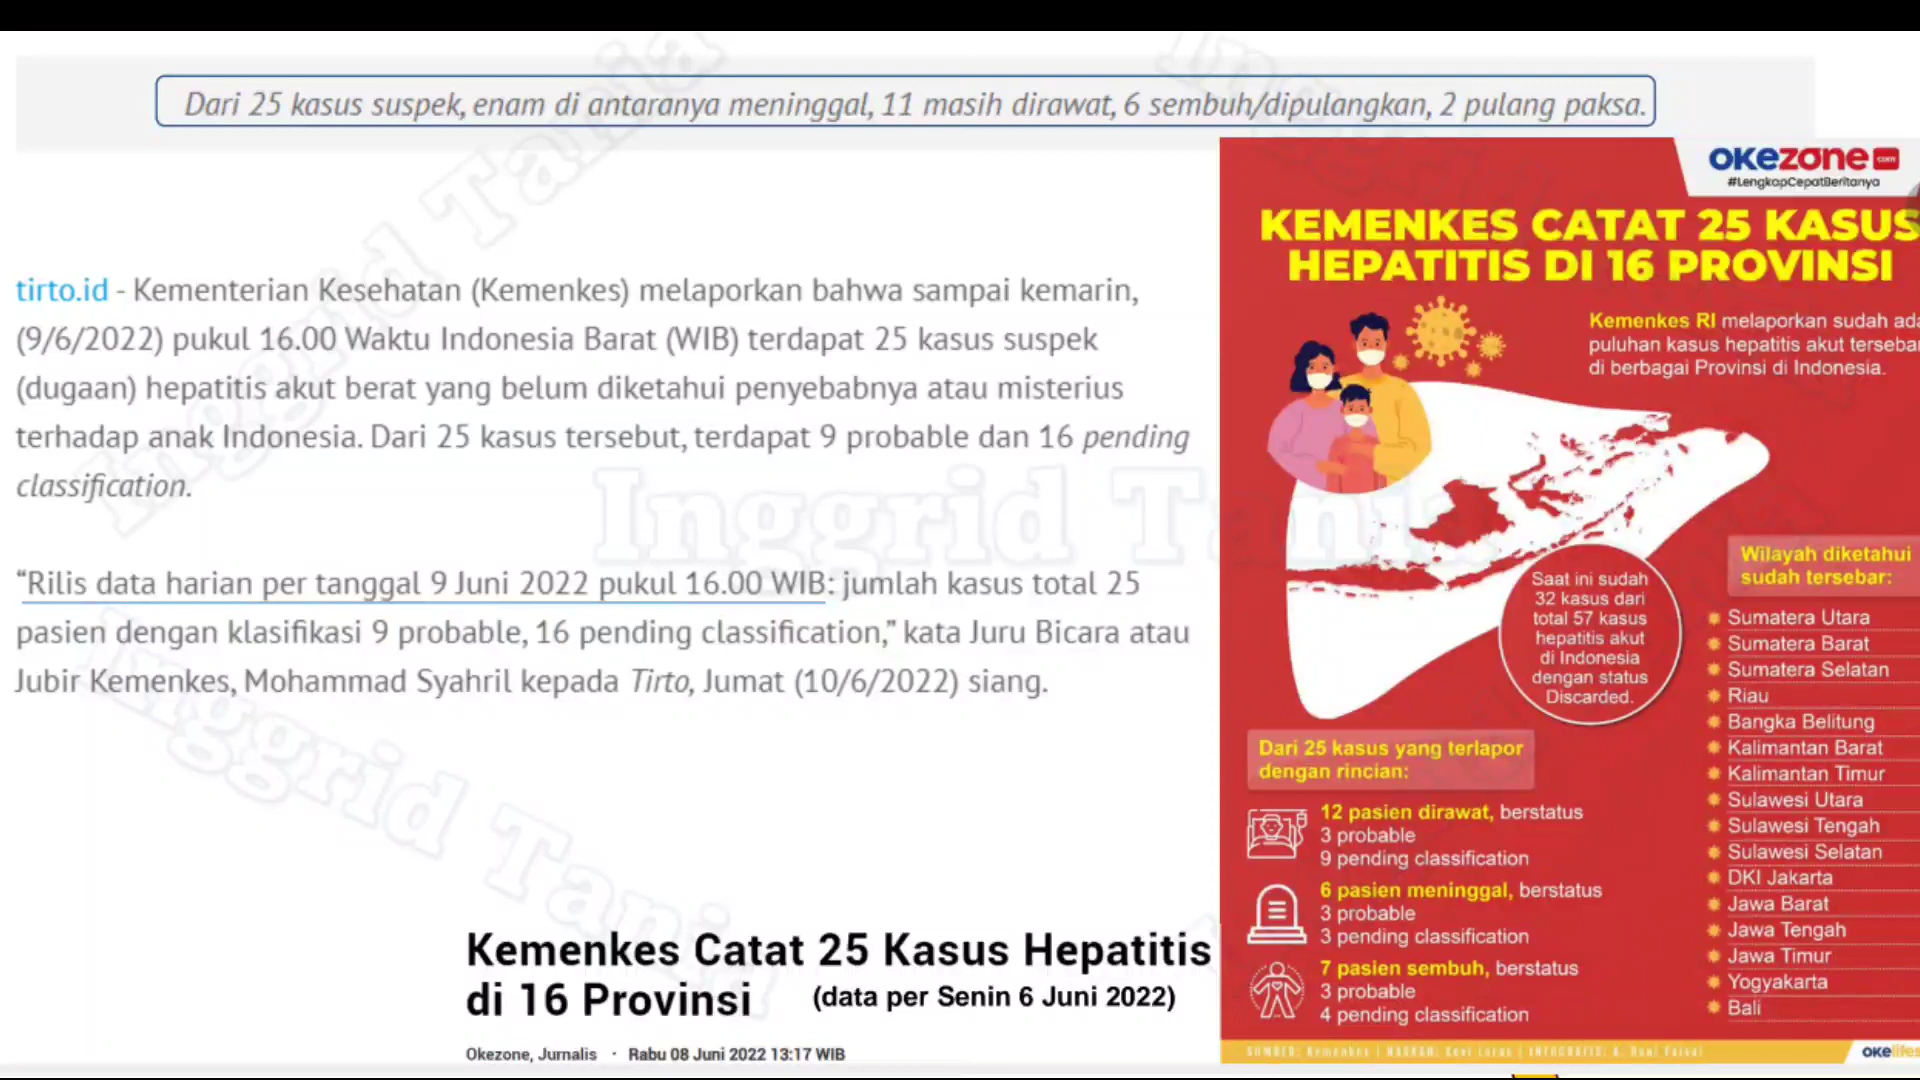 Dari 25 kasus suspek, enam di antaranya meninggal, 11 masih dirawat, 6 sembuh/dipulangkan, 2 pulang paksa.
tirto.id - Kementerian Kesehatan (Kemenkes) melaporkan bahwa sampai kemarin,
(9/6/2022) pukul 16.00 Waktu Indonesia Barat (WIB) terdapat 25 kasus suspek
(dugaan) hepatitis akut berat yang belum diketahui penyebabnya atau misterius
terhadap anak Indonesia. Dari 25 kasus tersebut, terdapat 9 probable dan 16 pending
classification.
“Rilis data harian per tanggal 9 Juni 2022 pukul 16.00 WIB: jumlah kasus total 25
pasien dengan klasifikasi 9 probable, 16 pending classification,” kata Juru Bicara atau
Jubir Kemenkes, Mohammad Syahril kepada Tirto, Jumat (10/6/2022) siang.
Kemenkes Catat 25 Kasus Hepatitis
di 16 Provinsi (data per Senin 6 Juni 2022)
Okezone, Jurnalis · Rabu 08 Juni 2022 13:17 WIB
OKEZONE.com
#LengkapCepatBeritanya
KEMENKES CATAT 25 KASUS
HEPATITIS DI 16 PROVINSI
Kemenkes RI melaporkan sudah ada
puluhan kasus hepatitis akut tersebar
di berbagai Provinsi di Indonesia.
Saat ini sudah
32 kasus dari
total 57 kasus
hepatitis akut
di Indonesia
dengan status
Discarded.
Dari 25 kasus yang terlapor
dengan rincian:
12 pasien dirawat, berstatus
3 probable
9 pending classification
6 pasien meninggal, berstatus
3 probable
3 pending classification
7 pasien sembuh, berstatus
3 probable
4 pending classification
Wilayah diketahui
sudah tersebar:
Sumatera Utara
Sumatera Barat
Sumatera Selatan
Riau
Bangka Belitung
Kalimantan Barat
Kalimantan Timur
Sulawesi Utara
Sulawesi Tengah
Sulawesi Selatan
DKI Jakarta
Jawa Barat
Jawa Tengah
Jawa Timur
Yogyakarta
Bali
SUMBER: Kemenkes
okelifes
Inggrid Tania
Inggrid Tania
Inggrid Tania